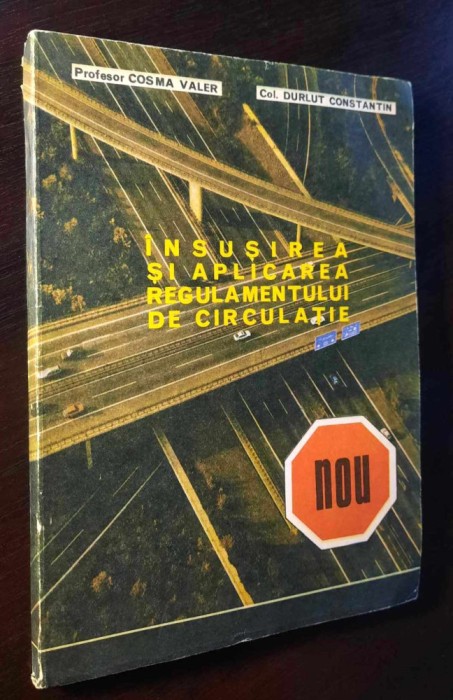 Profesor COSMA VALER
Col. DURLUT CONSTANTIN
ÎNSUȘIREA
ȘI APLICAREA
REGULAMENTULUI
DE CIRCULAȚIE
nou